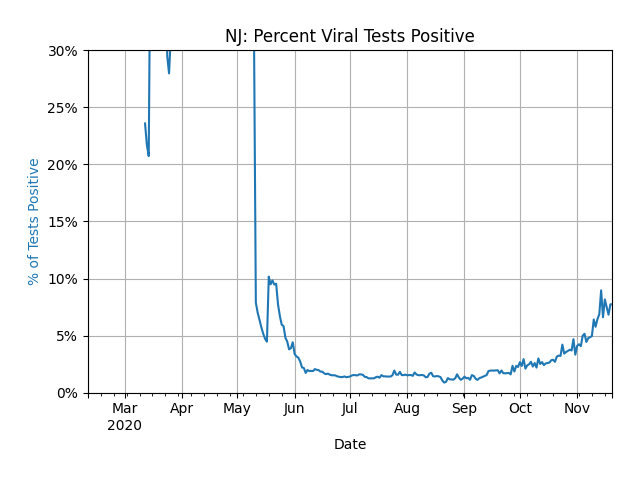 NJ: Percent Viral Tests Positive
% of Tests Positive
30%
25%
20%
15%
10%
5%
0%
Mar Apr May Jun Jul Aug Sep Oct Nov
2020
Date